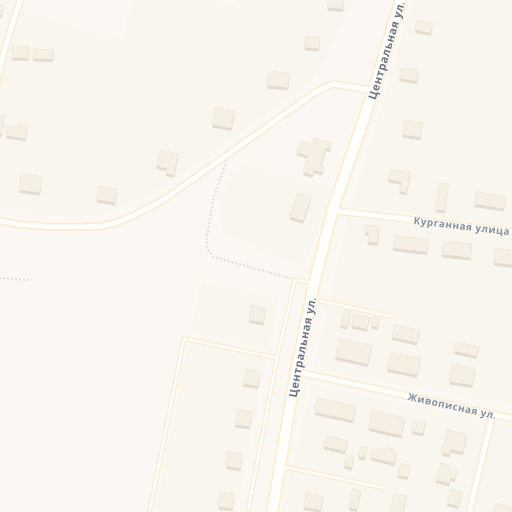 Центральная ул.
Курганная улица
Центральная ул.
Живописная ул.